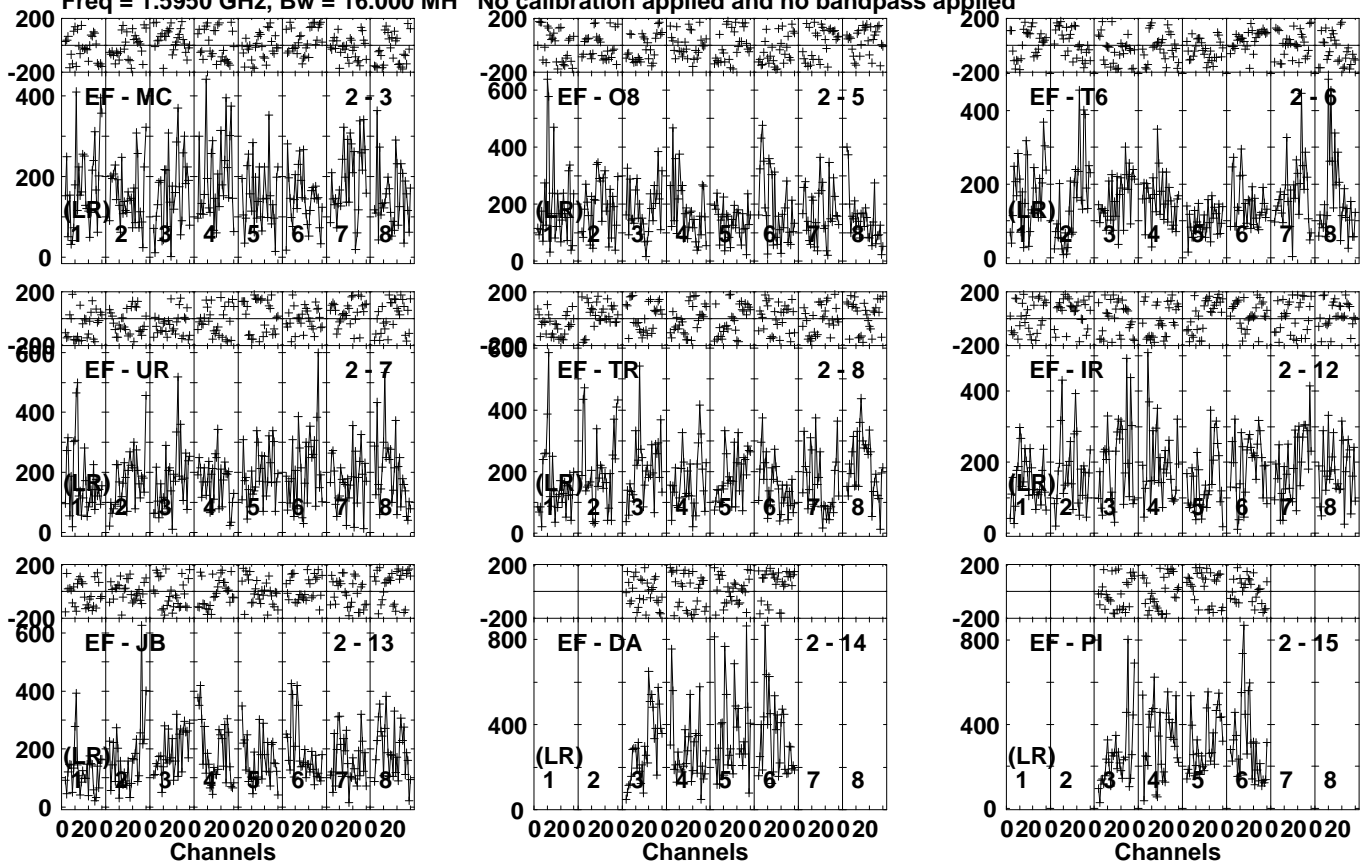 Freq = 1.5950 GHz, Bw = 16.000 MH No calibration applied and no bandpass applied
200 200 200
-200 -200 -200
EF - MC 2 - 3 EF - O8 2 - 5 EF - T6 2 - 6
400 600 400
200 400 200
0 200 0
0
(LR) (LR) (LR)
1 2 3 4 5 6 7 8 1 2 3 4 5 6 7 8 1 2 3 4 5 6 7 8
200 200 200
-200 -200 -200
600 600 400
EF - UR 2 - 7 EF - TR 2 - 8 EF - IR 2 - 12
400 400 200
200 200 0
0 0
(LR) (LR) (LR)
1 2 3 4 5 6 7 8 1 2 3 4 5 6 7 8 1 2 3 4 5 6 7 8
200 200 200
-200 -200 -200
600 800 800
EF - JB 2 - 13 EF - DA 2 - 14 EF - PI 2 - 15
400 400 400
200 0 0
0
(LR) (LR) (LR)
1 2 3 4 5 6 7 8 1 2 3 4 5 6 7 8 1 2 3 4 5 6 7 8
0 20 0 20 0 20 0 20 0 20 0 20 0 20 0 20 0 20 0 20 0 20 0 20 0 20 0 20 0 20 0 20 0 20 0 20 0 20 0 20 0 20 0 20 0 20 0 20
Channels Channels Channels